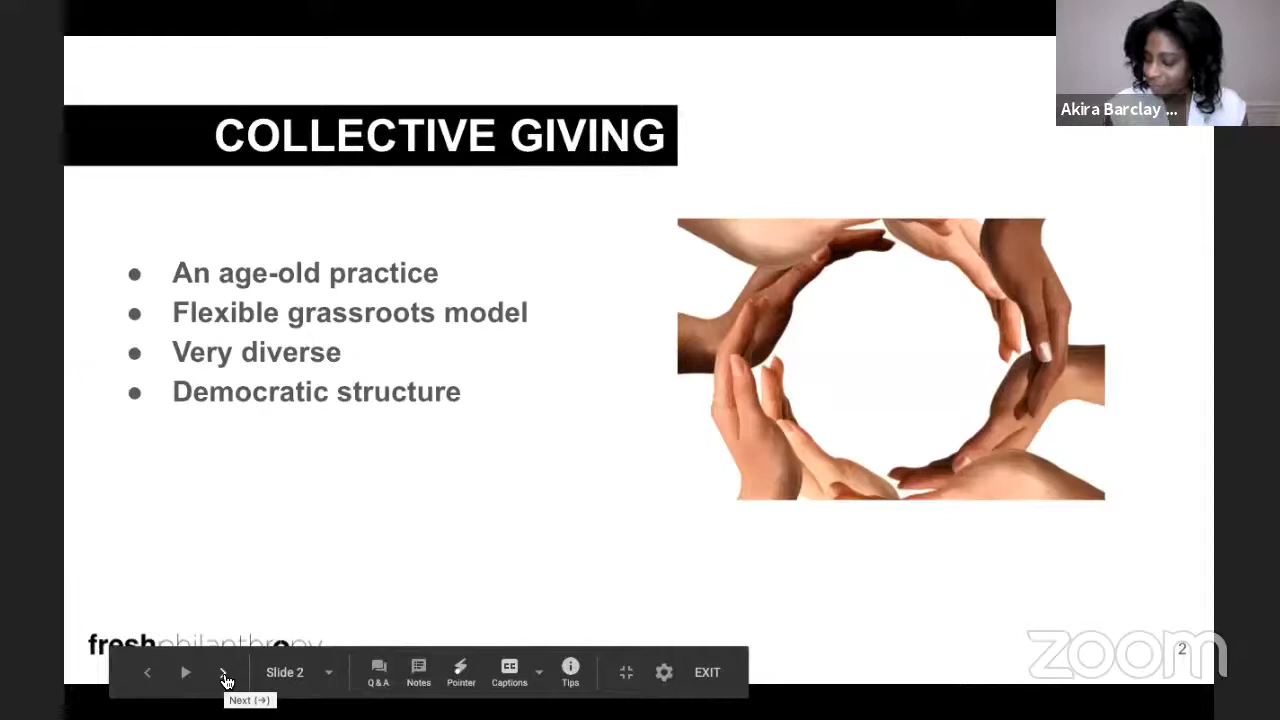 Akira Barclay ...
COLLECTIVE GIVING
● An age-old practice
● Flexible grassroots model
● Very diverse
● Democratic structure
freshphilanthropy
2
zoom
Slide 2
Q & A
Notes
Pointer
Captions
Tips
EXIT
Next (→)